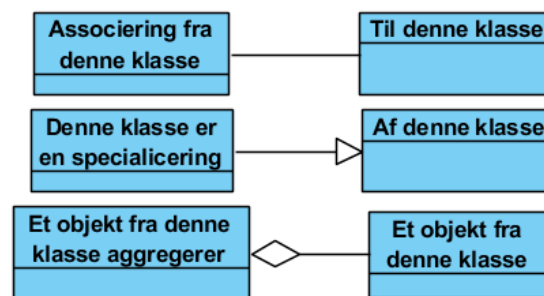 Associering fra
denne klasse
Til denne klasse
Denne klasse er
en specialicering
Af denne klasse
Et objekt fra denne
klasse aggregerer
Et objekt fra
denne klasse